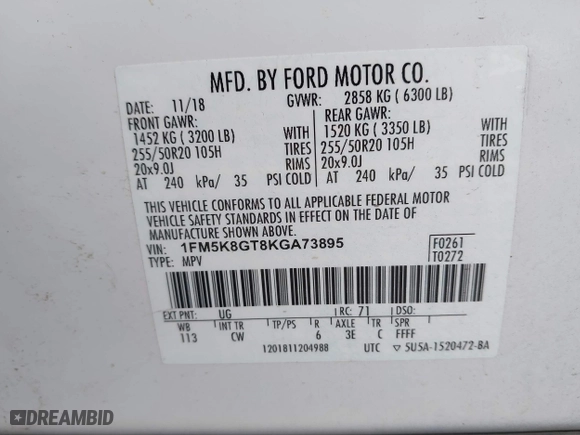 MFD. BY FORD MOTOR CO.
DATE: 11/18 GVWR: 2858 KG ( 6300 LB)
FRONT GAWR: REAR GAWR:
1452 KG ( 3200 LB) WITH 1520 KG ( 3350 LB) WITH
255/50R20 105H TIRES 255/50R20 105H TIRES
20x9.0J RIMS 20x9.0J RIMS
AT 240 kPa/ 35 PSI COLD AT 240 kPa/ 35 PSI COLD
THIS VEHICLE CONFORMS TO ALL APPLICABLE FEDERAL MOTOR
VEHICLE SAFETY STANDARDS IN EFFECT ON THE DATE OF
MANUFACTURE SHOWN ABOVE.
VIN: 1FM5K8GT8KGA73895 F0261
TYPE: MPV T0272
EXT PNT: UG RC: 71 DSO:
WB INT TR TP/PS R AXLE TR SPR
113 CW 6 3E C FFFF
1201811204988 UTC ▽ 5U5A-1520472-BA
DREAMBID